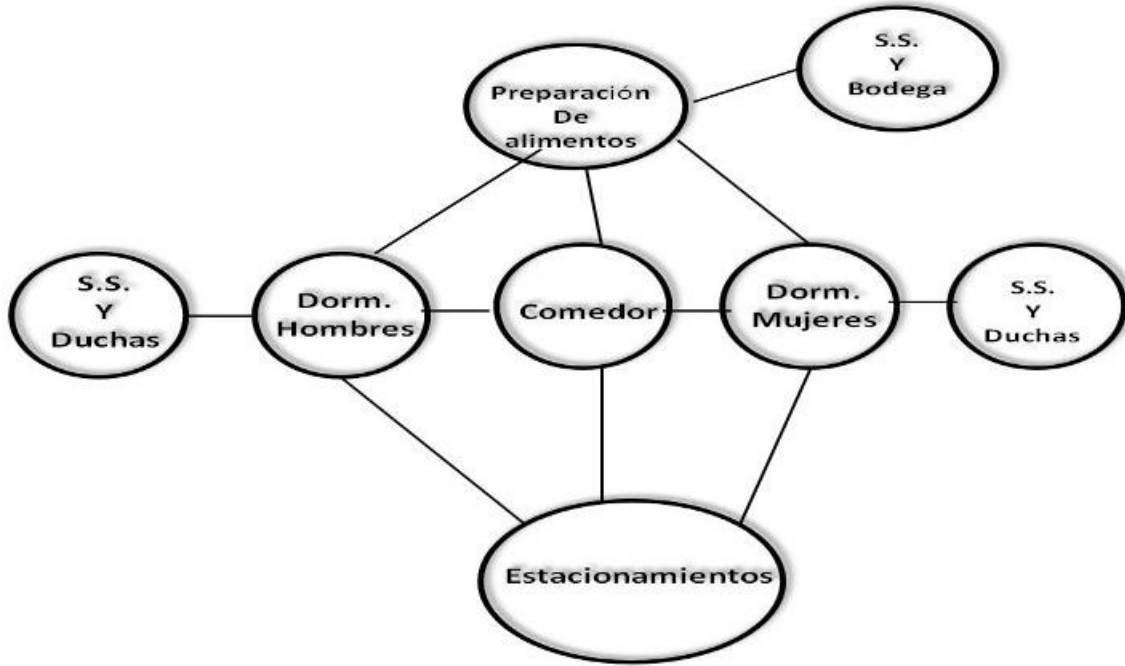 S.S.
Y
Bodega
Preparación
De
alimentos
S.S.
Y
Duchas
Dorm.
Hombres
Comedor
Dorm.
Mujeres
S.S.
Y
Duchas
Estacionamientos